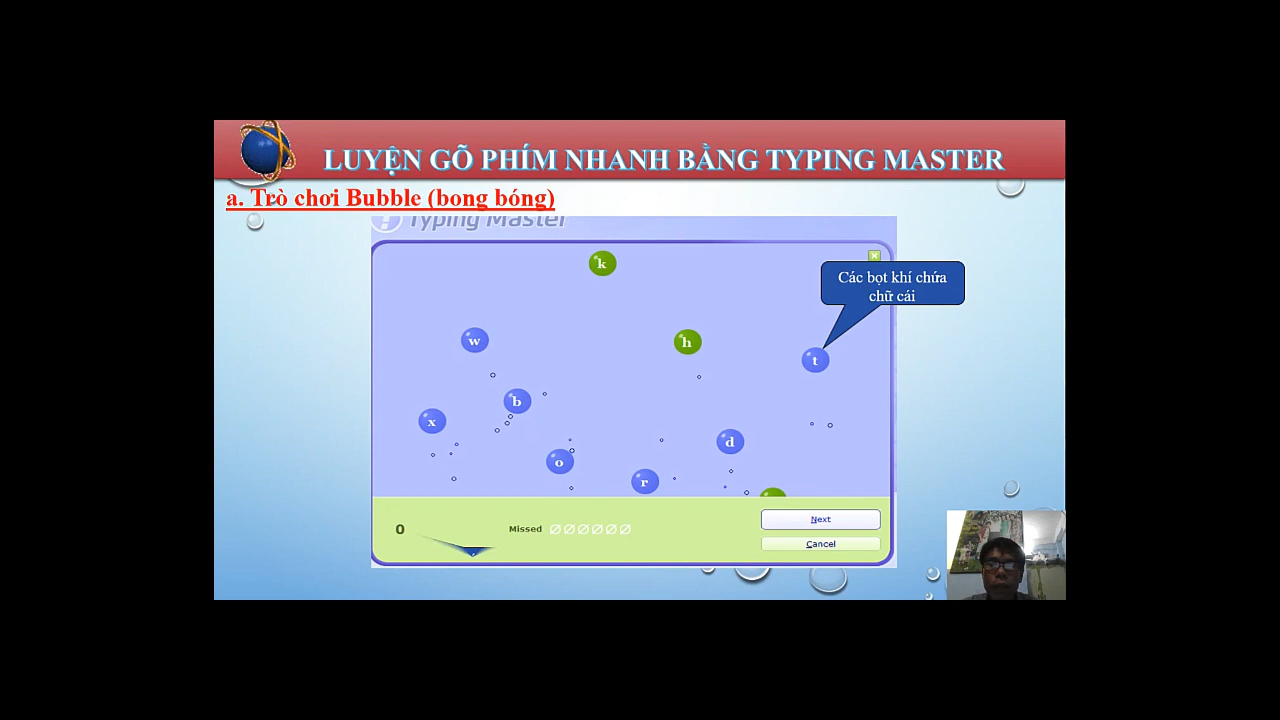 LUYỆN GÕ PHÍM NHANH BẰNG TYPING MASTER
a. Trò chơi Bubble (bong bóng)
Typing Master
k
Các bọt khí chứa
chữ cái
w
h
t
b
x
d
o
r
0
Missed
Next
Cancel